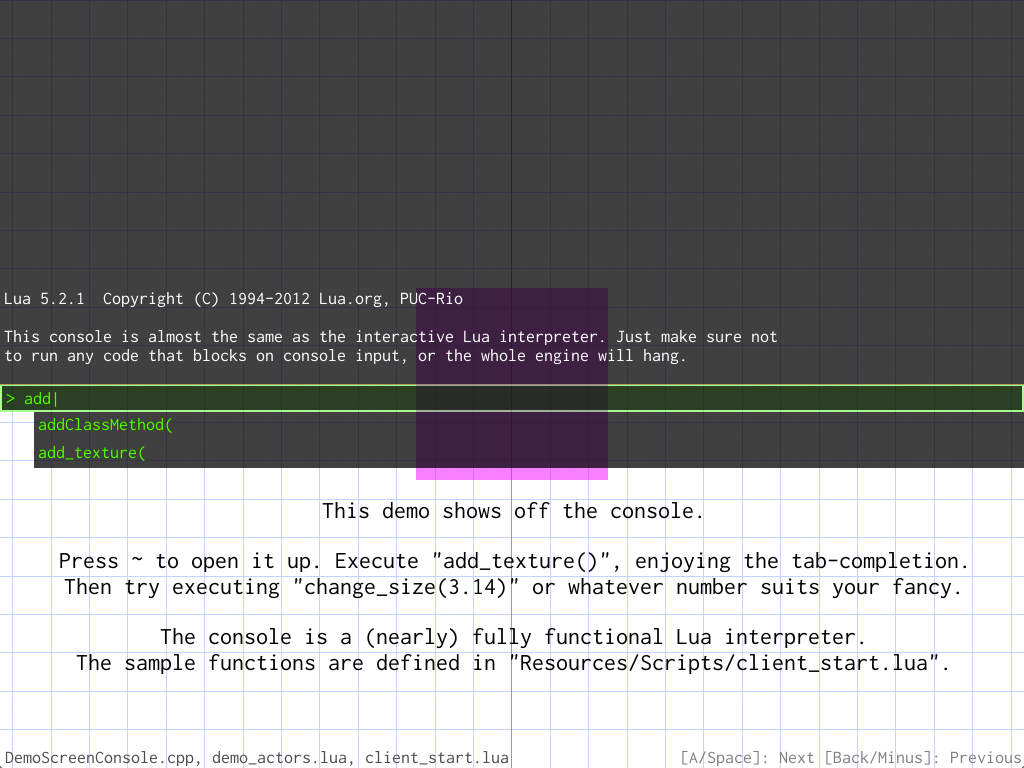 Lua 5.2.1  Copyright (C) 1994-2012 Lua.org, PUC-Rio
This console is almost the same as the interactive Lua interpreter. Just make sure not
to run any code that blocks on console input, or the whole engine will hang.
> add|
addClassMethod(
add_texture(
This demo shows off the console.
Press ~ to open it up. Execute "add_texture()", enjoying the tab-completion.
Then try executing "change_size(3.14)" or whatever number suits your fancy.
The console is a (nearly) fully functional Lua interpreter.
The sample functions are defined in "Resources/Scripts/client_start.lua".
DemoScreenConsole.cpp, demo_actors.lua, client_start.lua
[A/Space]: Next [Back/Minus]: Previous